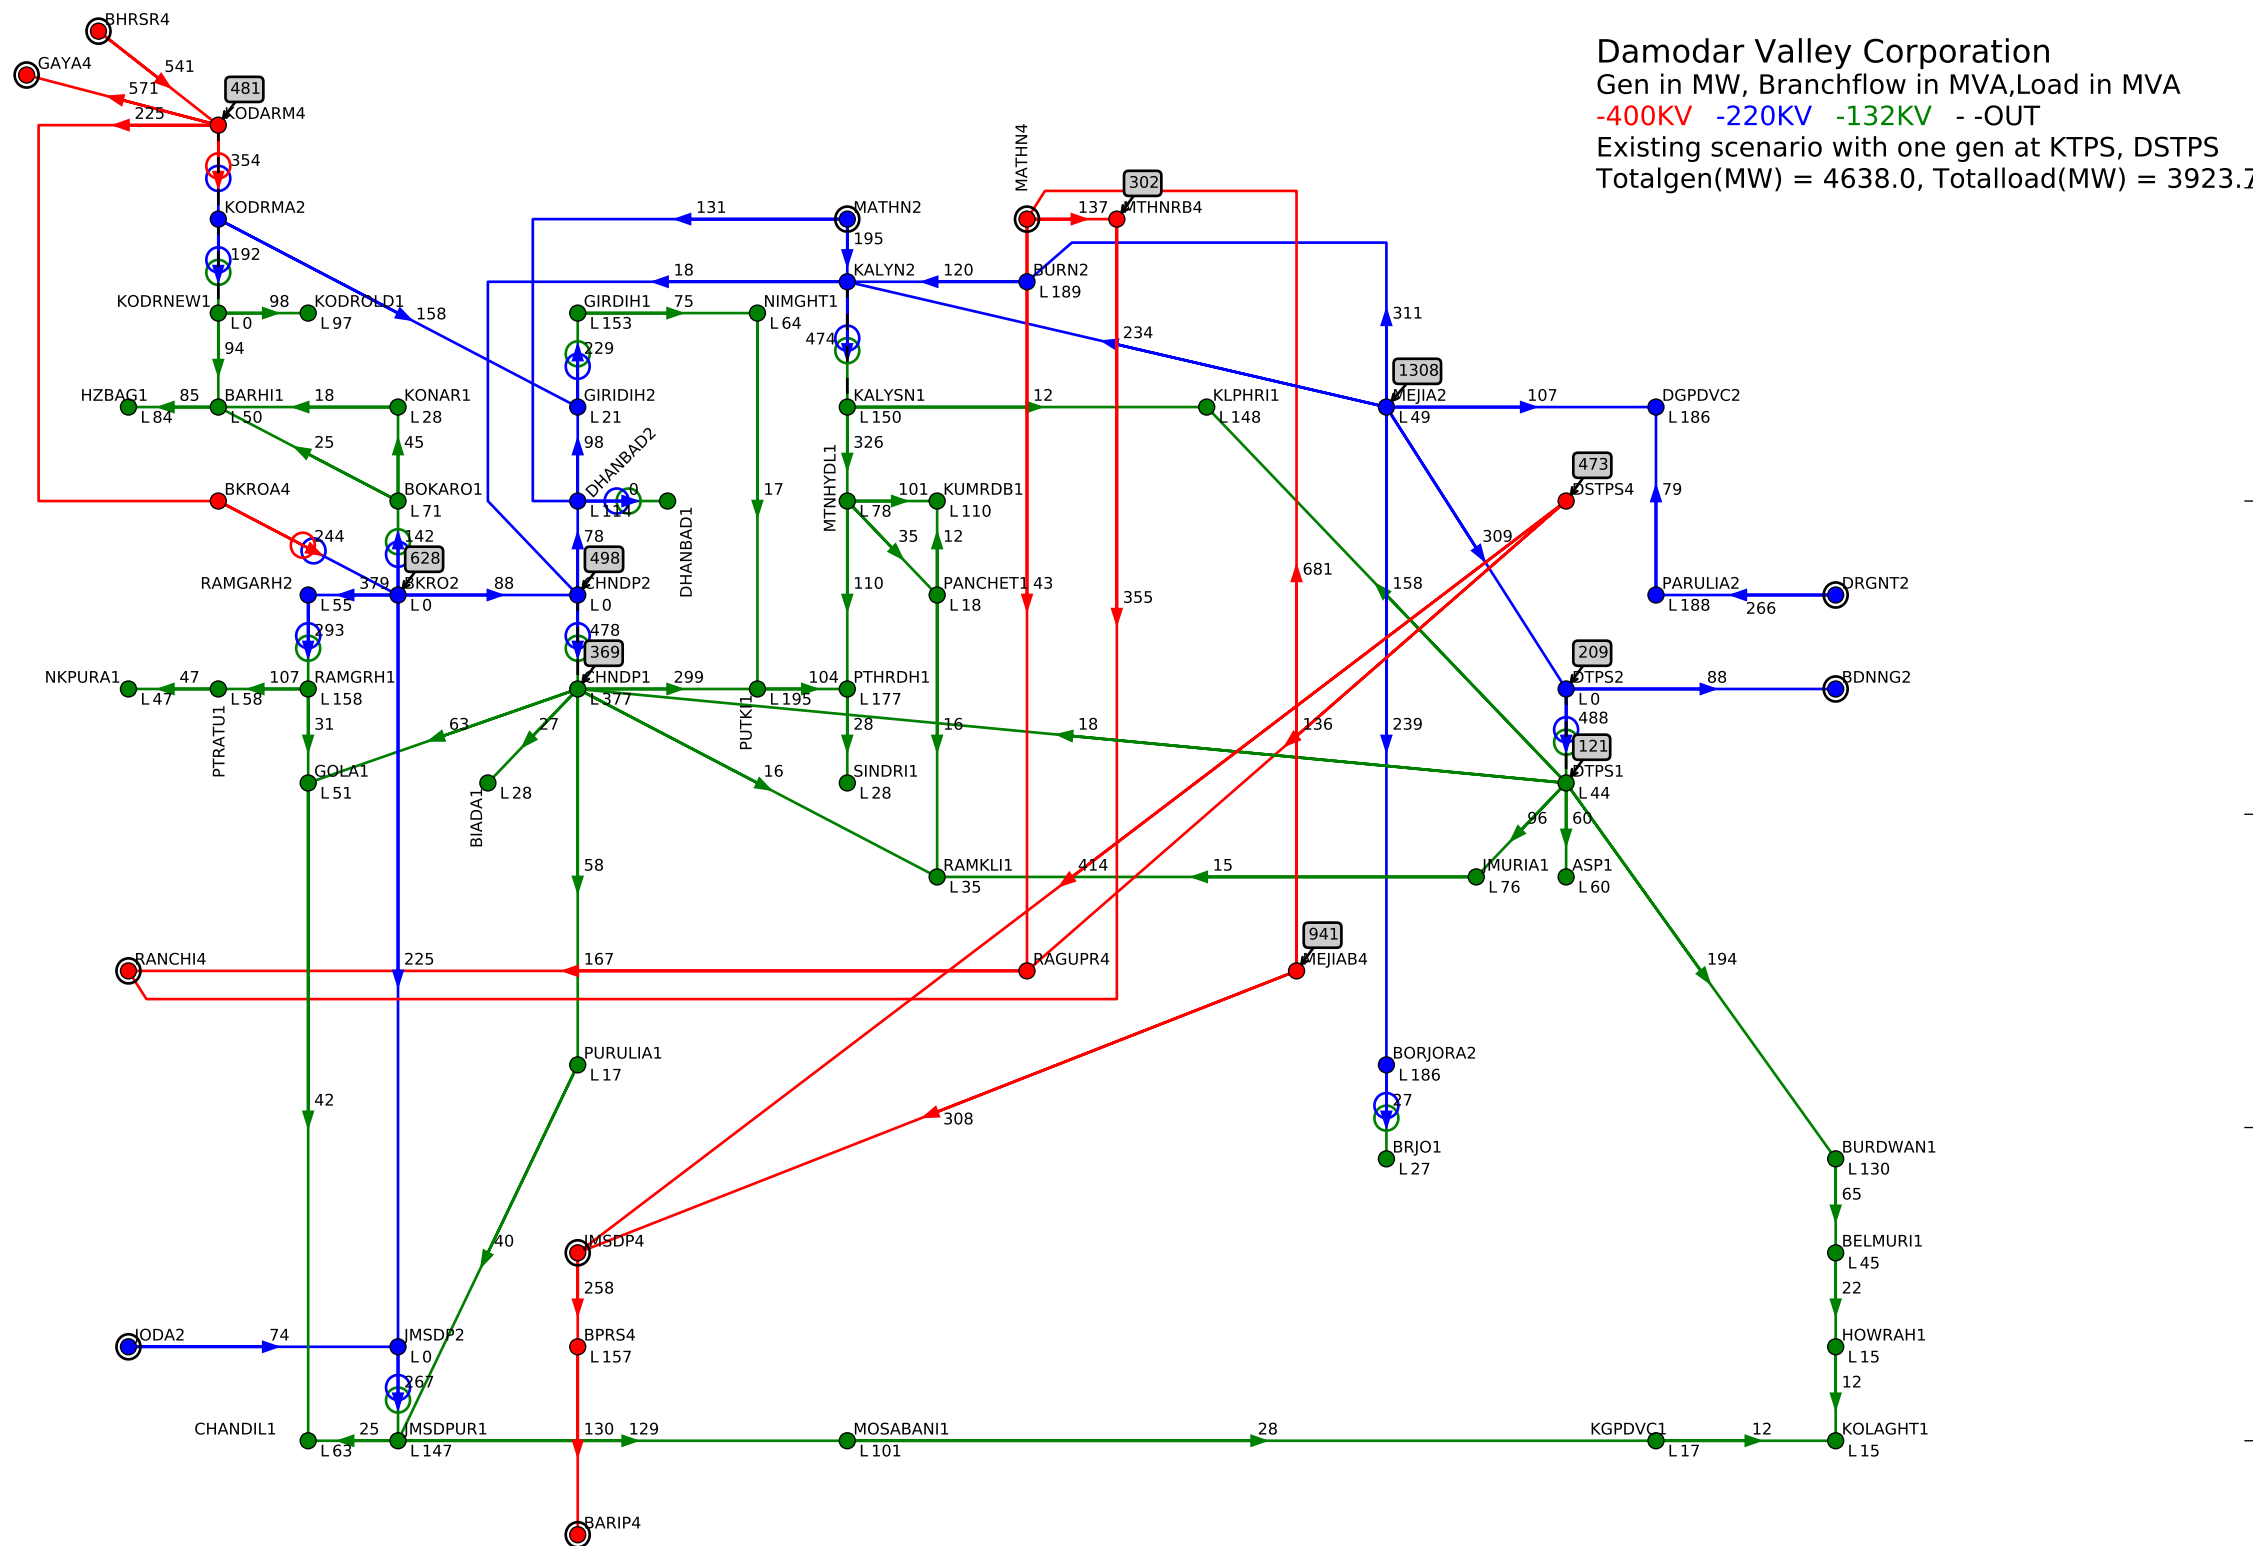 BHRSR4
Damodar Valley Corporation
GAYA4
541
Gen in MW, Branchflow in MVA,Load in MVA
571
481
225
KODARM4
-400KV -220KV -132KV - -OUT
MATHN4
354
Existing scenario with one gen at KTPS, DSTPS
302
Totalgen(MW) = 4638.0, Totalload(MW) = 3923.7
KODRMA2
131
MATHN2
137
MTHNRB4
192
195
18
KALYN2
120
BURN2
L 189
KODRNEW1
98
KODROLD1
GIRDIH1
75
NIMGHT1
L 0
L 97
158
L 153
L 64
311
234
94
229
474
1308
HZBAG1
85
BARHI1
18
KONAR1
GIRIDIH2
KALYSN1
12
KLPHRI1
MEJIA2
107
DGPDVC2
L 84
L 50
L 28
L 21
L 150
L 148
L 49
L 186
25
45
98
DHANBAD2
326
473
BKROA4
BOKARO1
0
MTNHYDL1
101
KUMRDB1
DSTPS4
L 71
L 114
DHANBAD1
17
L 78
L 110
79
244
142
78
35
12
309
628
498
RAMGARH2
379
BKRO2
88
CHNDP2
110
PANCHET1
43
355
681
158
PARULIA2
DRGNT2
L 55
L 0
L 0
L 18
L 188
266
293
478
369
209
NKPURA1
47
107
RAMGRH1
CHNDP1
299
104
PTHRDH1
DTPS2
88
BDNNG2
L 47
L 58
L 158
L 377
L 195
L 177
L 0
PTRATU1
31
63
27
PUTKI1
28
16
18
136
239
488
121
GOLA1
16
SINDRI1
DTPS1
L 51
BIADA1
L 28
L 28
L 44
96
60
58
RAMKLI1
414
15
JMURIA1
ASP1
L 35
L 76
L 60
941
RANCHI4
225
167
RAGUPR4
MEJIAB4
194
PURULIA1
BORJORA2
L 17
L 186
42
308
27
BRJO1
BURDWAN1
L 27
L 130
65
40
JMSDP4
BELMURI1
L 45
258
22
JODA2
74
JMSDP2
BPRS4
HOWRAH1
L 0
L 157
L 15
267
12
CHANDIL1
25
JMSDPUR1
130
129
MOSABANI1
28
KGPDVC1
12
KOLAGHT1
L 63
L 147
L 101
L 17
L 15
BARIP4